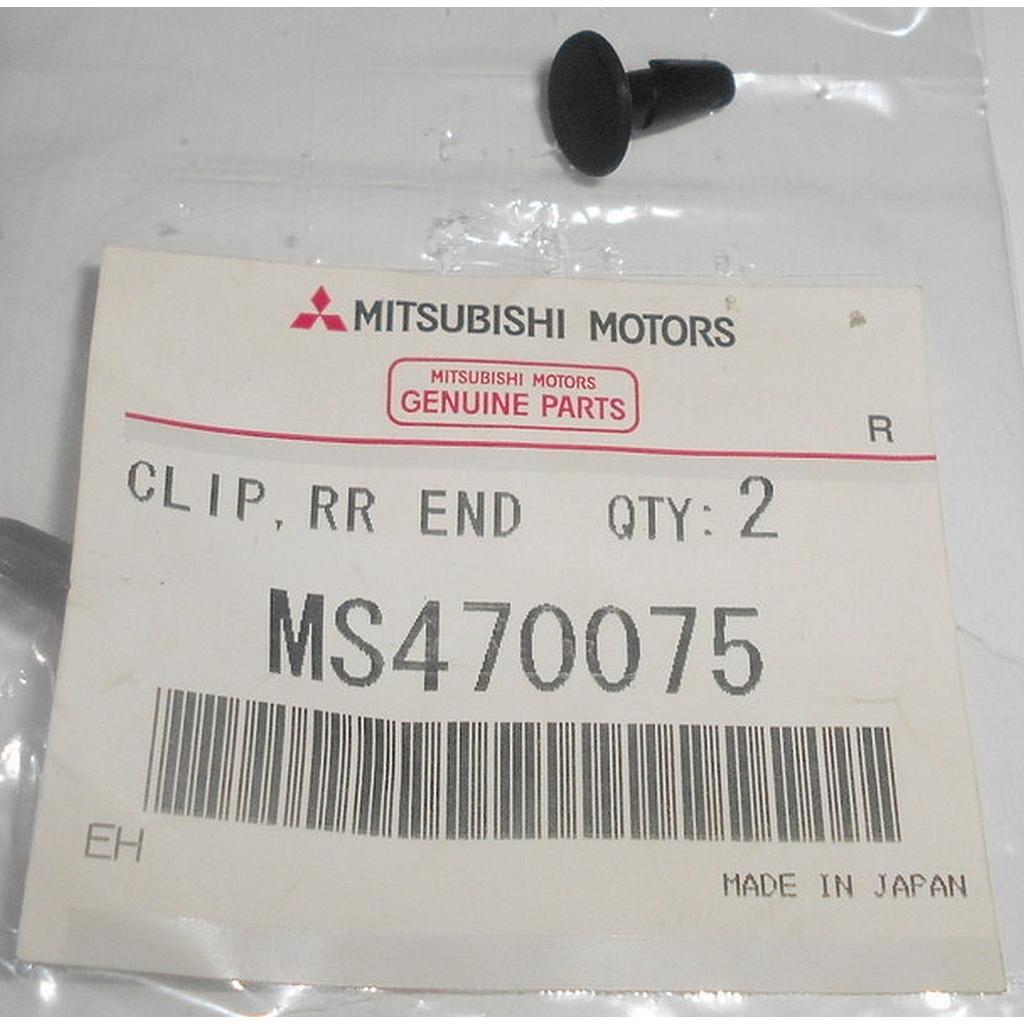 MITSUBISHI MOTORS
MITSUBISHI MOTORS
GENUINE PARTS
R
CLIP, RR END QTY: 2
MS470075
EH
MADE IN JAPAN